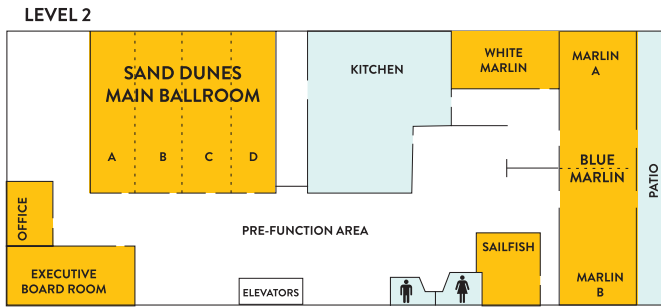 LEVEL 2
SAND DUNES
MAIN BALLROOM
A
B
C
D
KITCHEN
WHITE
MARLIN
MARLIN
A
BLUE
MARLIN
MARLIN
B
PATIO
OFFICE
EXECUTIVE
BOARD ROOM
PRE-FUNCTION AREA
ELEVATORS
SAILFISH